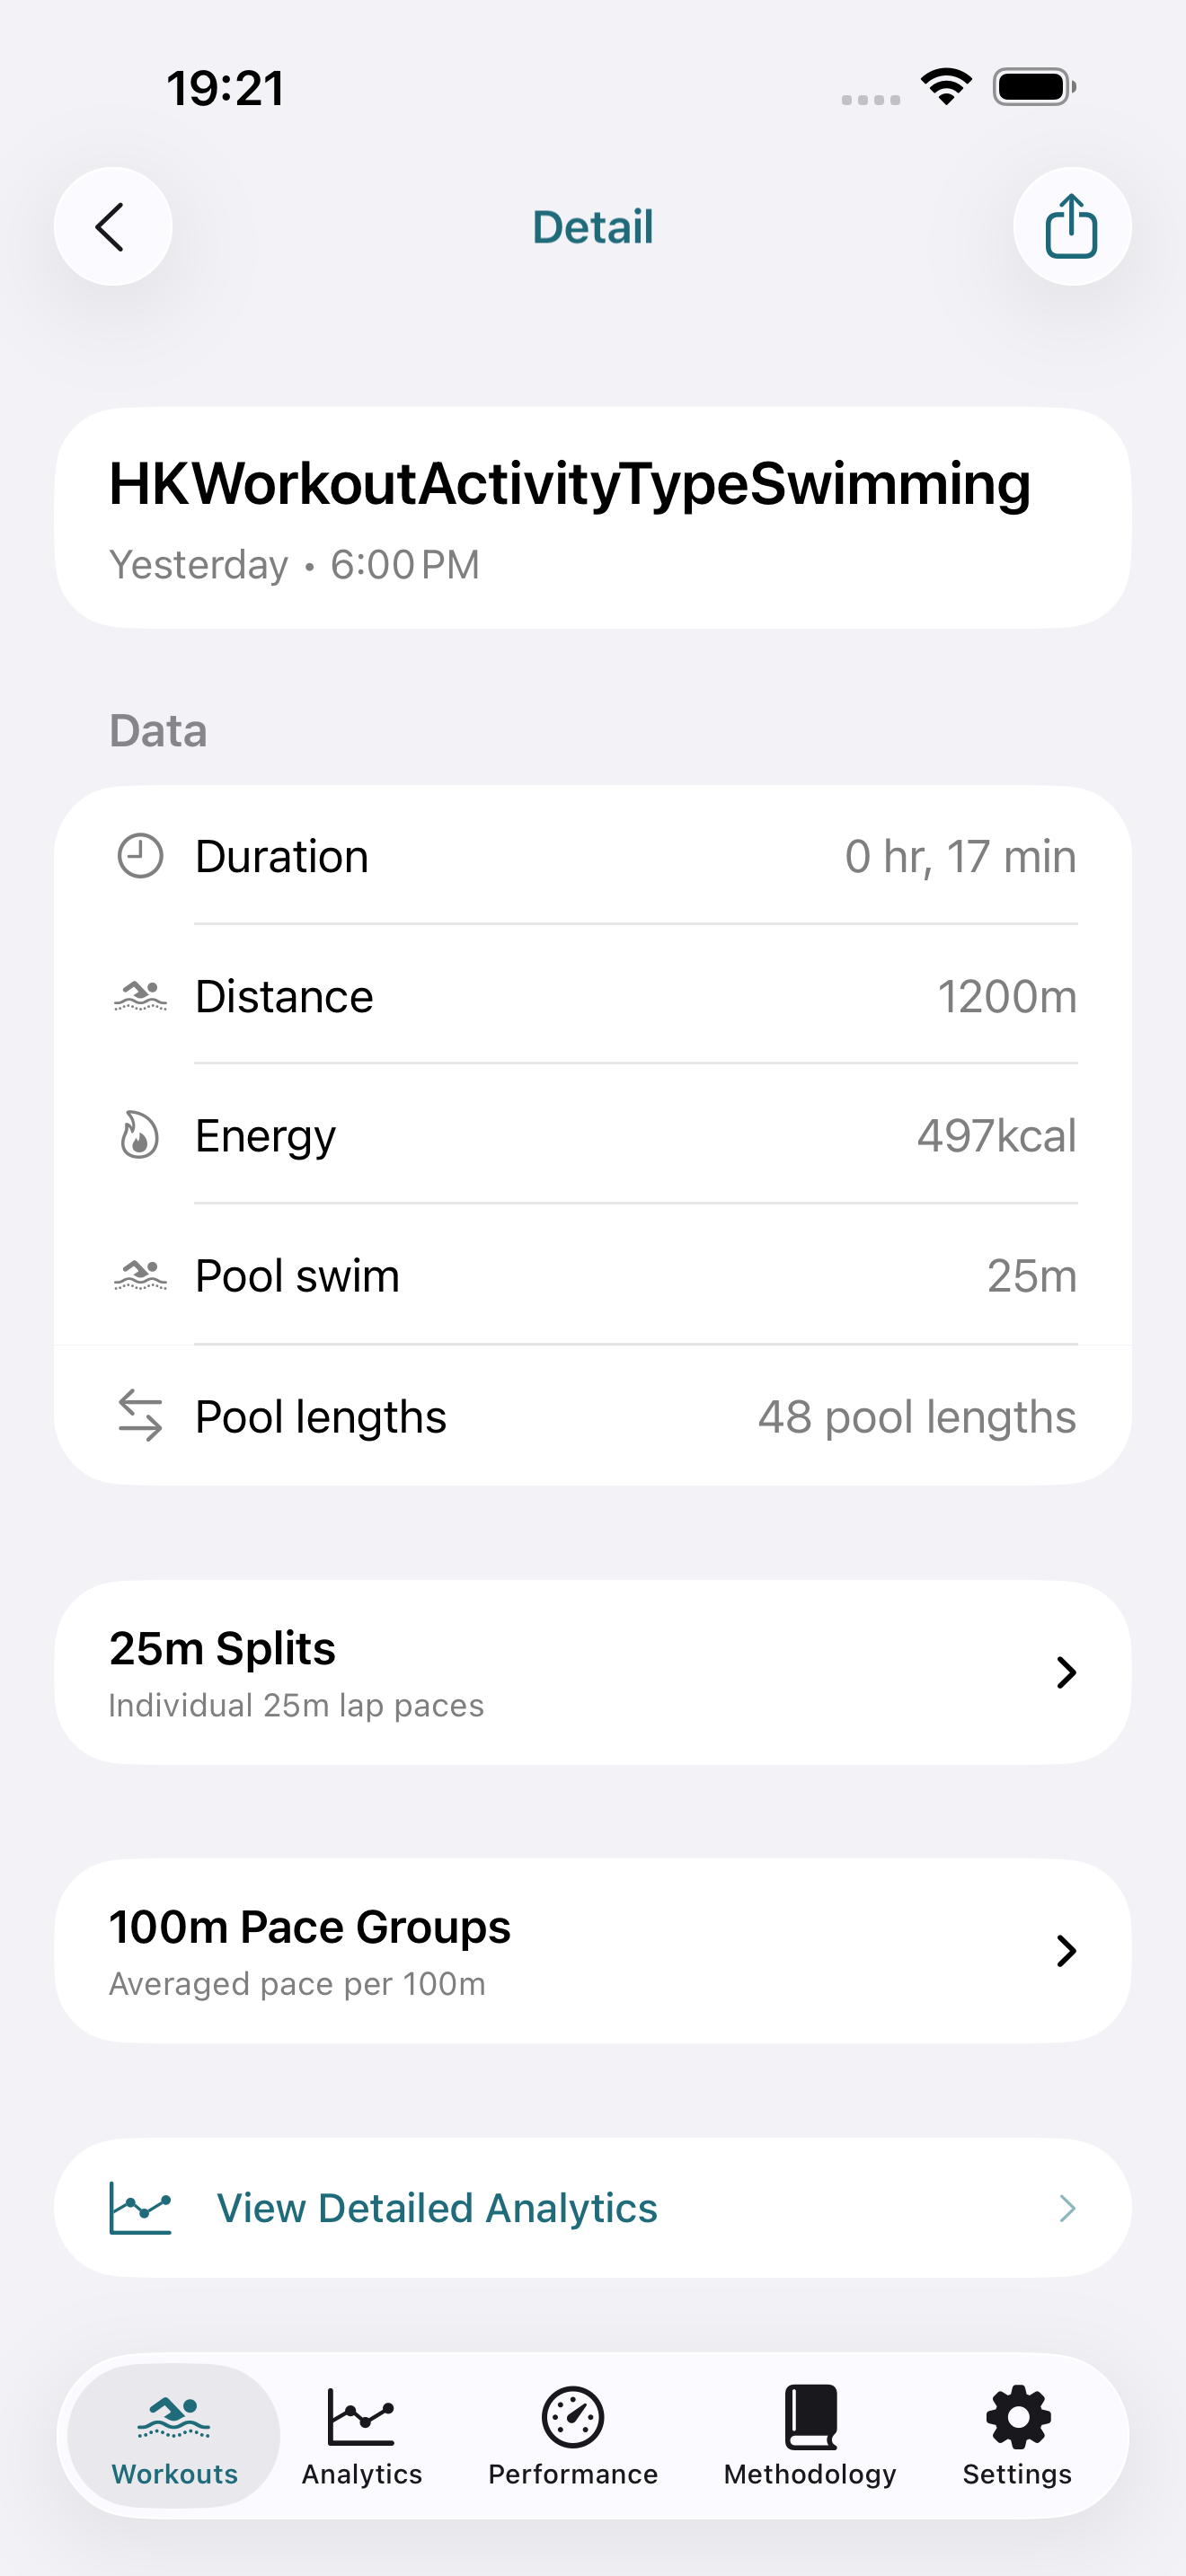 19:21
Detail
HKWorkoutActivityTypeSwimming
Yesterday • 6:00 PM
Data
Duration 0 hr, 17 min
Distance 1200m
Energy 497kcal
Pool swim 25m
Pool lengths 48 pool lengths
25m Splits
Individual 25m lap paces
100m Pace Groups
Averaged pace per 100m
View Detailed Analytics
Workouts Analytics Performance Methodology Settings